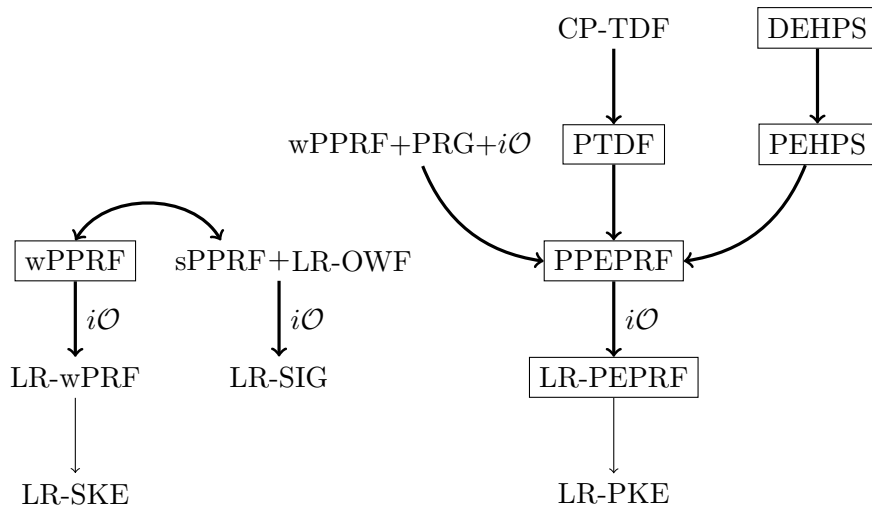 CP-TDF DEHPS
wPPRF+PRG+i𝒪 PTDF PEHPS
wPPRF sPPRF+LR-OWF PPEPRF
i𝒪 i𝒪 i𝒪
LR-wPRF LR-SIG LR-PEPRF
LR-SKE LR-PKE